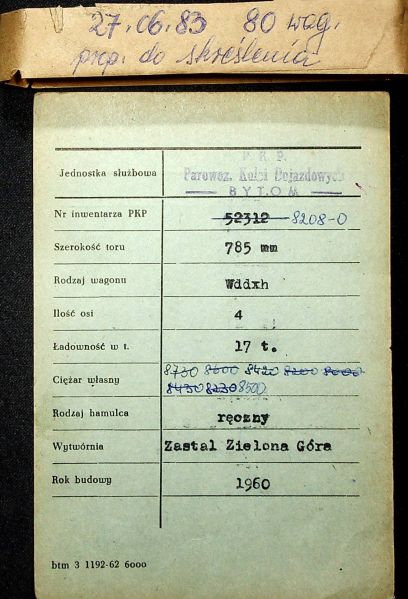 27.06.83 80 wag.
prp. do skreślenia
P. K. P.
Jednostka służbowa Parowoz. Kolei Dojazdowych
BYTOM
Nr inwentarza PKP 52312 8208-0
Szerokość toru 785 mm
Rodzaj wagonu Wddxh
Ilość osi 4
Ładowność w t. 17 t.
8730 8600 8420 8200 8000
Ciężar własny
8430 8230 8500
Rodzaj hamulca ręczny
Wytwórnia Zastal Zielona Góra
Rok budowy 1960
btm 3 1192-62 6000